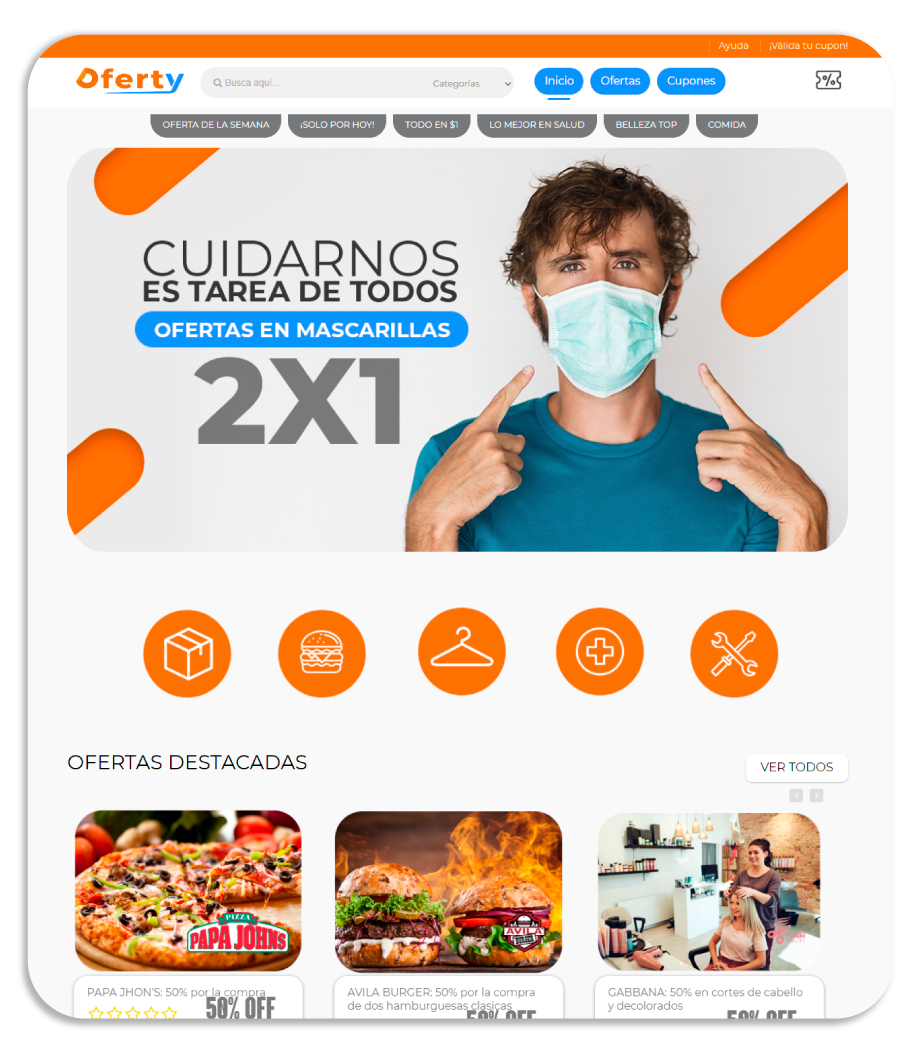 Ayuda ¡Válida tu cupon!
Oferty
Busca aquí...
Categorías
Inicio Ofertas Cupones
%
OFERTA DE LA SEMANA ¡SOLO POR HOY! TODO EN $1 LO MEJOR EN SALUD BELLEZA TOP COMIDA
CUIDARNOS
ES TAREA DE TODOS
OFERTAS EN MASCARILLAS
2X1
OFERTAS DESTACADAS
VER TODOS
PIZZA
PAPA JOHNS
AVILA
BURGER
HAIR
PAPA JHON'S: 50% por la compra
50% OFF
AVILA BURGER: 50% por la compra
de dos hamburguesas clasicas
50% OFF
GABBANA: 50% en cortes de cabello
y decolorados
50% OFF